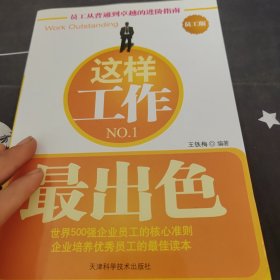 员工从普通到卓越的进阶指南
Work Outstanding
员工版
这样
工作
NO.1
王铁梅 ◎ 编著
最出色
世界500强企业员工的核心准则
企业培养优秀员工的最佳读本
天津科学技术出版社